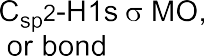 Csp2-H1s σ MO,
or bond